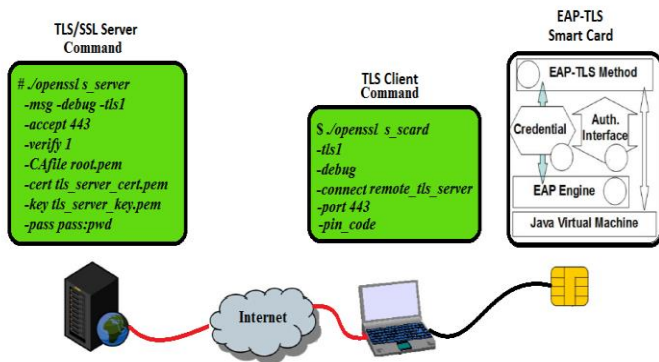 TLS/SSL Server
Command
# ./openssl s_server
-msg -debug -tls1
-accept 443
-verify 1
-CAfile root.pem
-cert tls_server_cert.pem
-key tls_server_key.pem
-pass pass:pwd
TLS Client
Command
$ ./openssl s_scard
-tls1
-debug
-connect remote_tls_server
-port 443
-pin_code
EAP-TLS
Smart Card
EAP-TLS Method
Credential
Auth.
Interface
EAP Engine
Java Virtual Machine
Internet